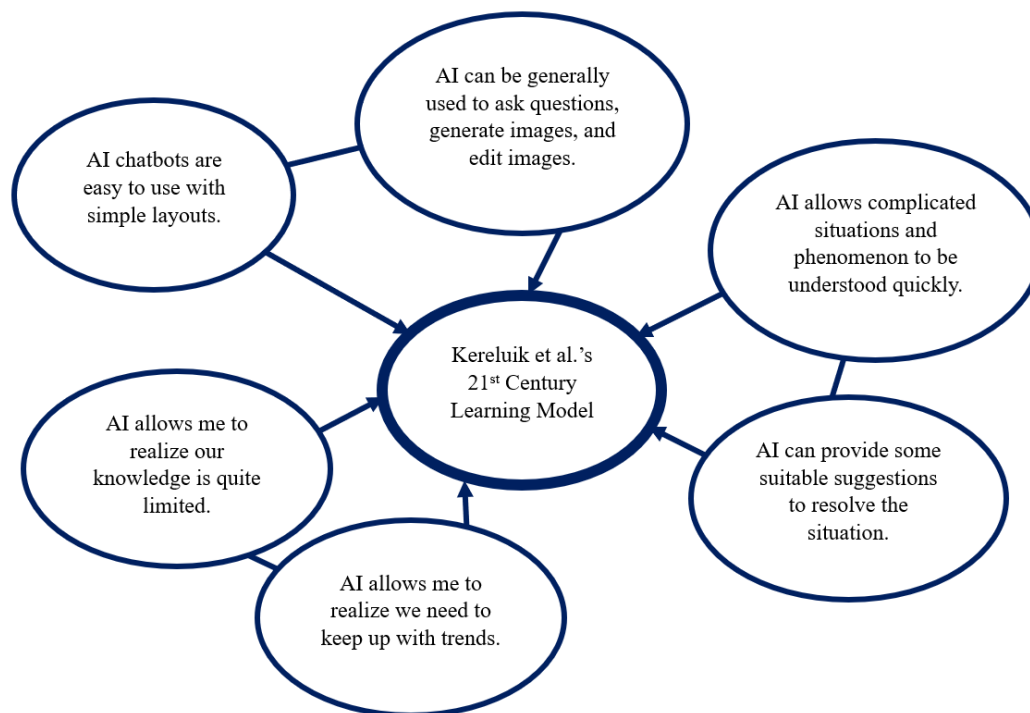 AI can be generally
used to ask questions,
generate images, and
edit images.
AI chatbots are
easy to use with
simple layouts.
AI allows complicated
situations and
phenomenon to be
understood quickly.
Kereluik et al.’s
21st Century
Learning Model
AI allows me to
realize our
knowledge is quite
limited.
AI can provide some
suitable suggestions
to resolve the
situation.
AI allows me to
realize we need to
keep up with trends.